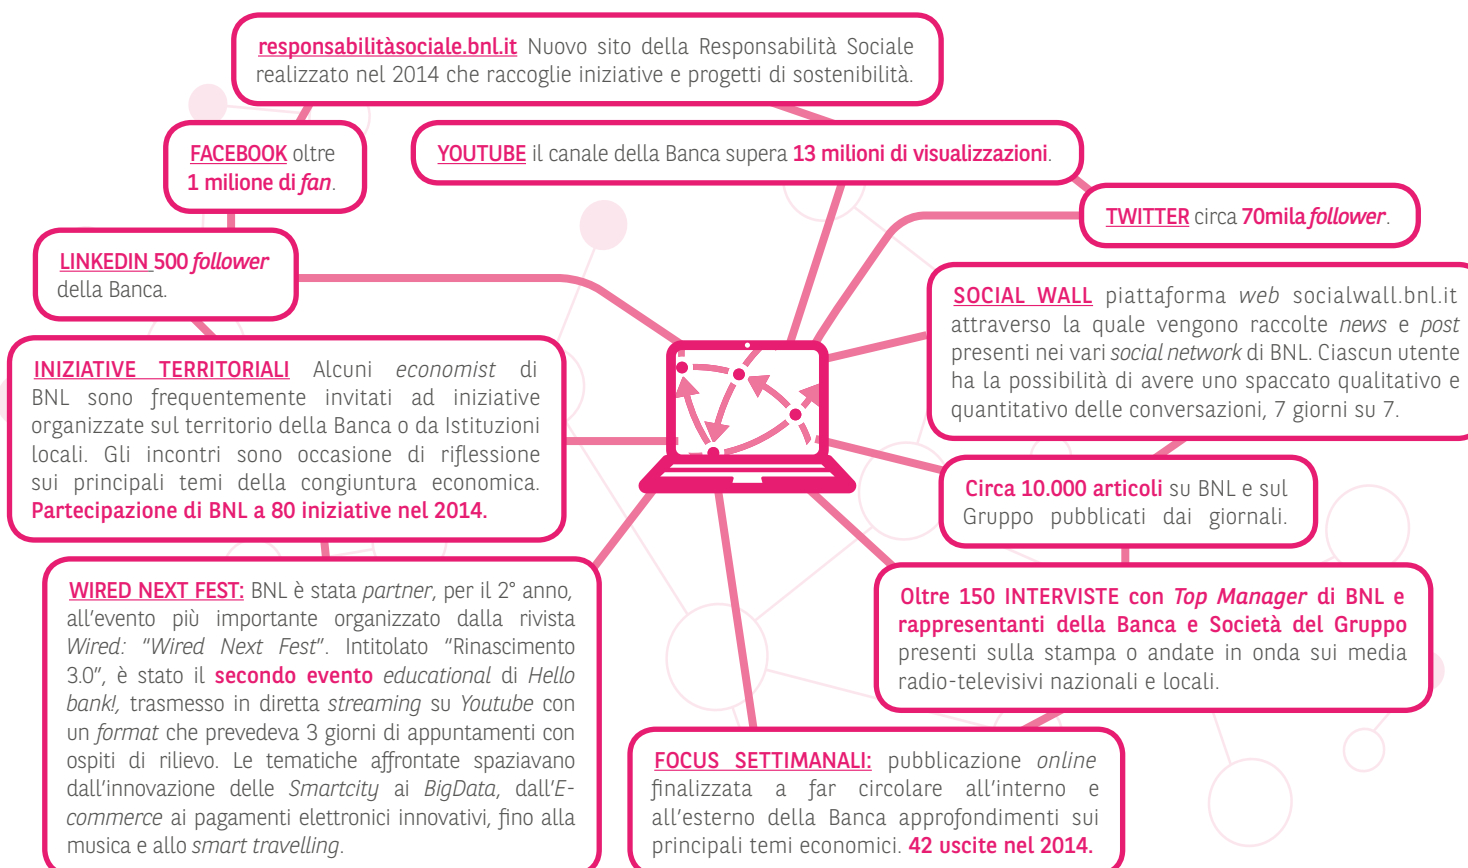 responsabilitàsociale.bnl.it Nuovo sito della Responsabilità Sociale
realizzato nel 2014 che raccoglie iniziative e progetti di sostenibilità.
FACEBOOK oltre
1 milione di fan.
YOUTUBE il canale della Banca supera 13 milioni di visualizzazioni.
TWITTER circa 70mila follower.
LINKEDIN 500 follower
della Banca.
SOCIAL WALL piattaforma web socialwall.bnl.it
attraverso la quale vengono raccolte news e post
presenti nei vari social network di BNL. Ciascun utente
ha la possibilità di avere uno spaccato qualitativo e
quantitativo delle conversazioni, 7 giorni su 7.
INIZIATIVE TERRITORIALI Alcuni economist di
BNL sono frequentemente invitati ad iniziative
organizzate sul territorio della Banca o da Istituzioni
locali. Gli incontri sono occasione di riflessione
sui principali temi della congiuntura economica.
Partecipazione di BNL a 80 iniziative nel 2014.
Circa 10.000 articoli su BNL e sul
Gruppo pubblicati dai giornali.
WIRED NEXT FEST: BNL è stata partner, per il 2° anno,
all'evento più importante organizzato dalla rivista
Wired: "Wired Next Fest". Intitolato "Rinascimento
3.0", è stato il secondo evento educational di Hello
bank!, trasmesso in diretta streaming su Youtube con
un format che prevedeva 3 giorni di appuntamenti con
ospiti di rilievo. Le tematiche affrontate spaziavano
dall'innovazione delle Smartcity ai BigData, dall'E-
commerce ai pagamenti elettronici innovativi, fino alla
musica e allo smart travelling.
Oltre 150 INTERVISTE con Top Manager di BNL e
rappresentanti della Banca e Società del Gruppo
presenti sulla stampa o andate in onda sui media
radio-televisivi nazionali e locali.
FOCUS SETTIMANALI: pubblicazione online
finalizzata a far circolare all'interno e
all'esterno della Banca approfondimenti sui
principali temi economici. 42 uscite nel 2014.